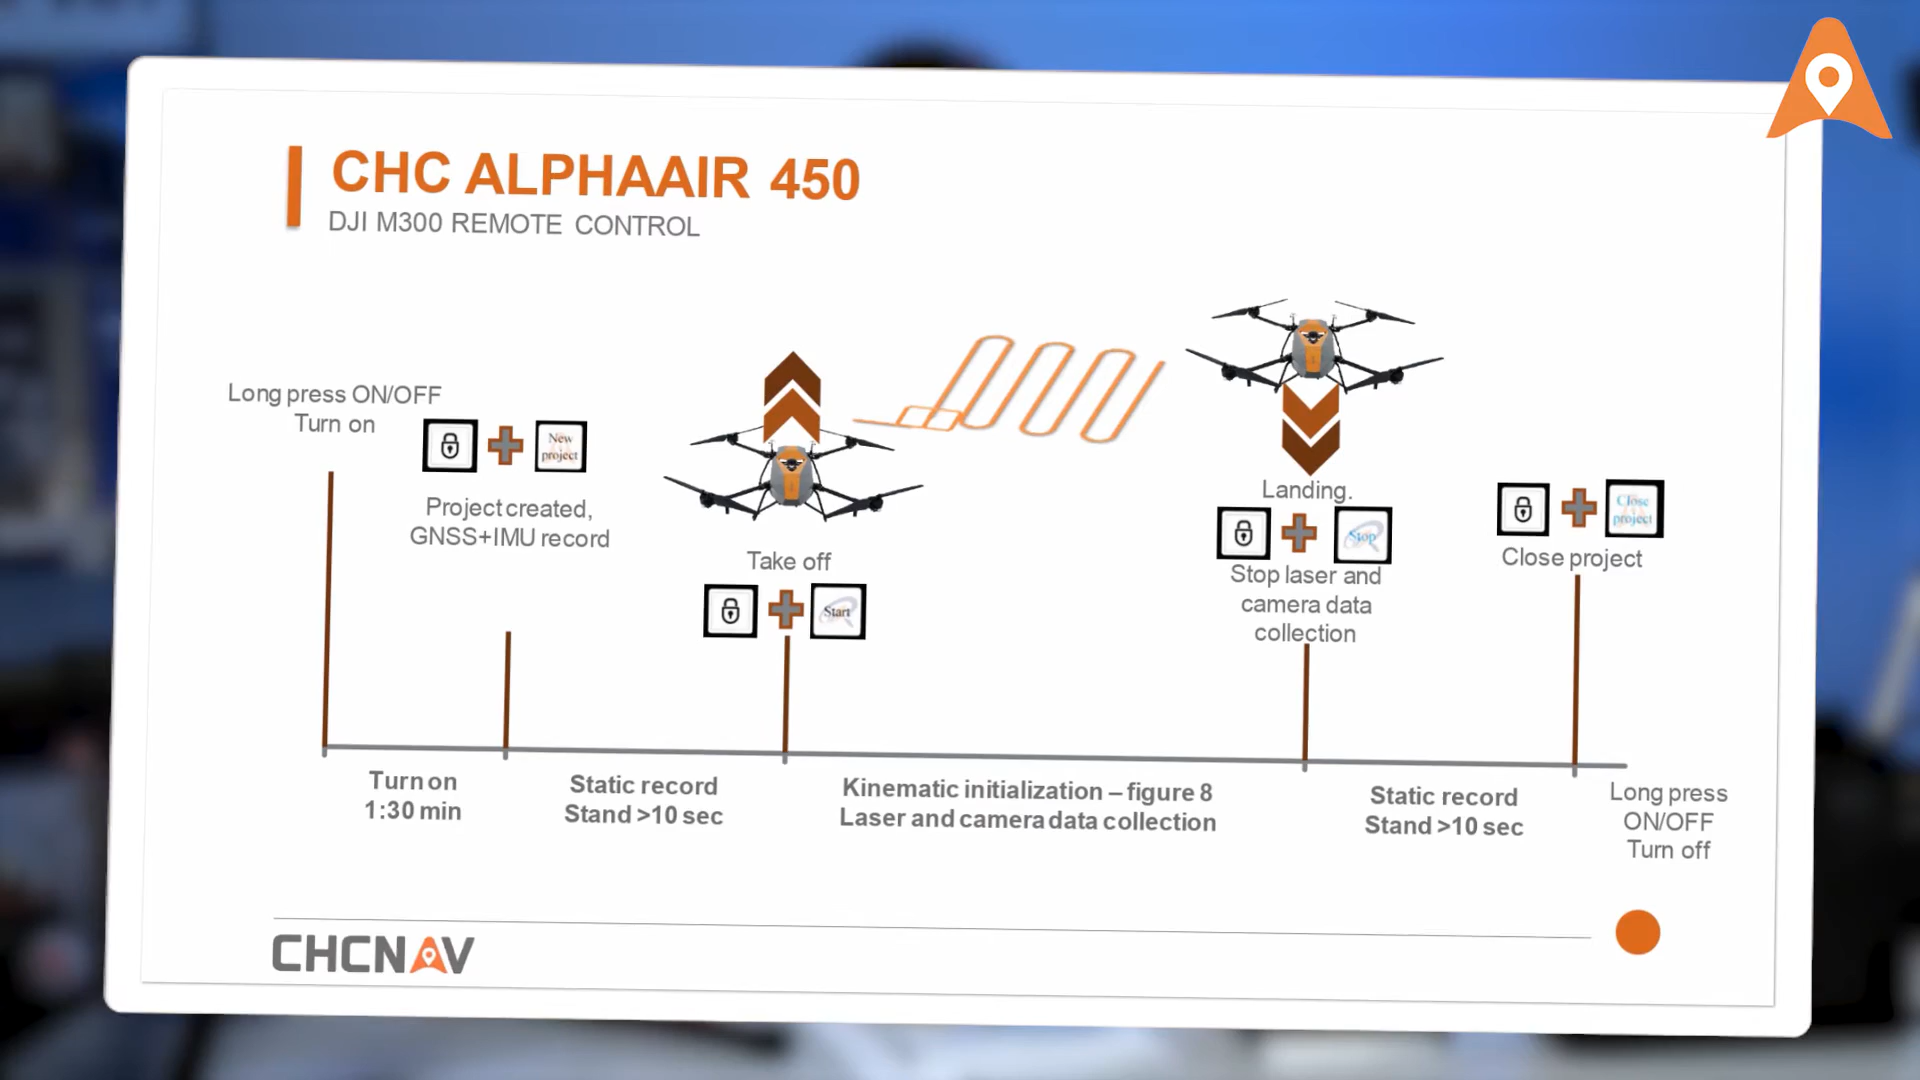 CHC ALPHAAIR 450
DJI M300 REMOTE CONTROL
Long press ON/OFF
Turn on
New
project
Project created,
GNSS+IMU record
Take off
Start
Landing.
Stop
Stop laser and
camera data
collection
Close
project
Close project
Turn on
1:30 min
Static record
Stand >10 sec
Kinematic initialization – figure 8
Laser and camera data collection
Static record
Stand >10 sec
Long press
ON/OFF
Turn off
CHCNAV